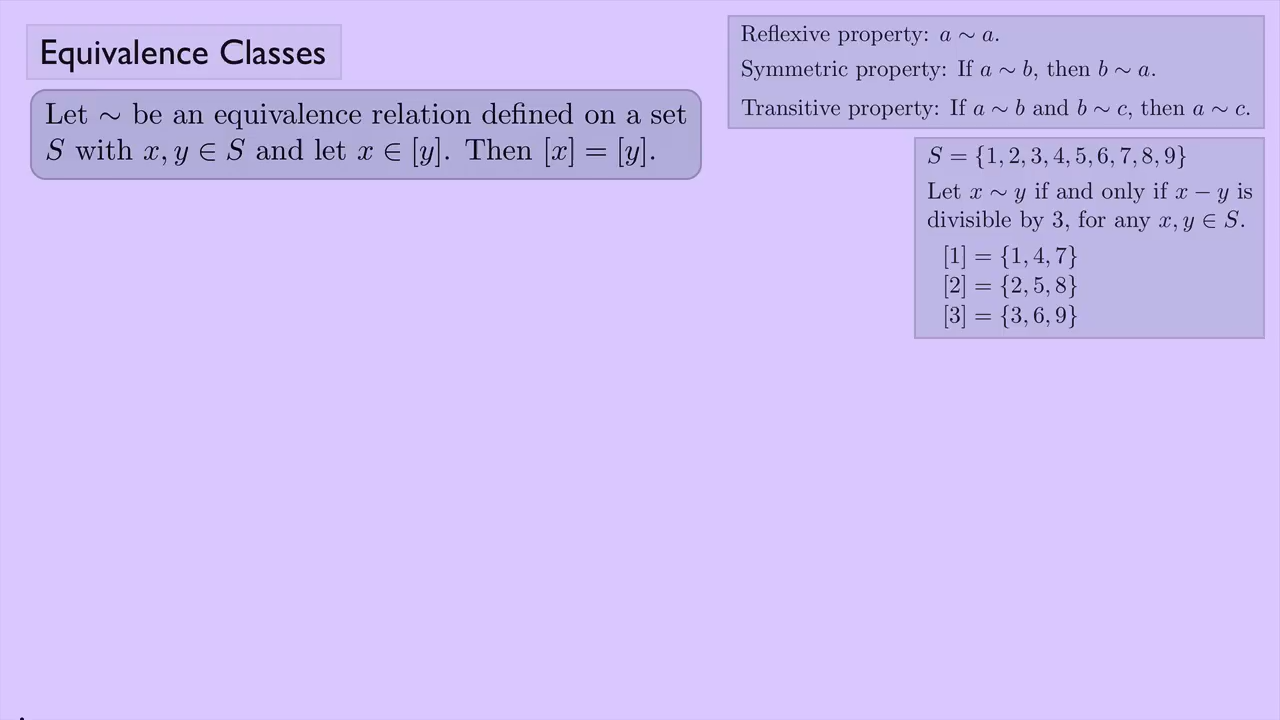 Equivalence Classes
Let ∼ be an equivalence relation defined on a set
S with x, y ∈ S and let x ∈ [y]. Then [x] = [y].
Reflexive property: a ∼ a.
Symmetric property: If a ∼ b, then b ∼ a.
Transitive property: If a ∼ b and b ∼ c, then a ∼ c.
S = {1, 2, 3, 4, 5, 6, 7, 8, 9}
Let x ∼ y if and only if x − y is
divisible by 3, for any x, y ∈ S.
[1] = {1, 4, 7}
[2] = {2, 5, 8}
[3] = {3, 6, 9}